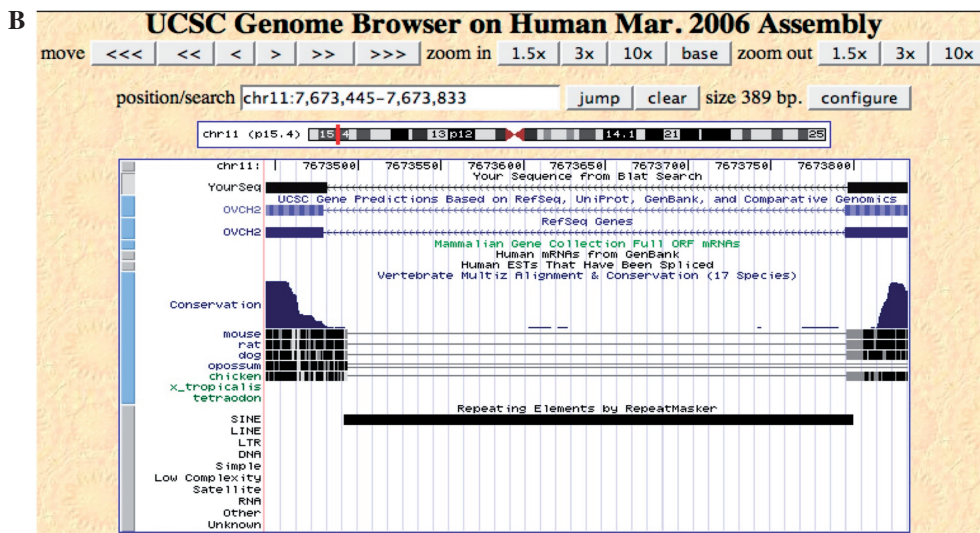 B
UCSC Genome Browser on Human Mar. 2006 Assembly
move <<< << < > >> >>> zoom in 1.5x 3x 10x base zoom out 1.5x 3x 10x
position/search chr11:7,673,445-7,673,833 jump clear size 389 bp. configure
chr11 (p15.4) 15 4 13 p12 14.1 21 25
chr11: 7673500 7673550 7673600 7673650 7673700 7673750 7673800
Your Sequence from Blat Search
YourSeq
UCSC Gene Predictions Based on RefSeq, UniProt, GenBank, and Comparative Genomics
OVCH2
RefSeq Genes
OVCH2
Mammalian Gene Collection Full ORF mRNAs
Human mRNAs from GenBank
Human ESTs That Have Been Spliced
Vertebrate Multiz Alignment & Conservation (17 Species)
Conservation
mouse
rat
dog
opossum
chicken
x_tropicalis
tetraodon
Repeating Elements by RepeatMasker
SINE
LINE
LTR
DNA
Simple
Low Complexity
Satellite
RNA
Other
Unknown